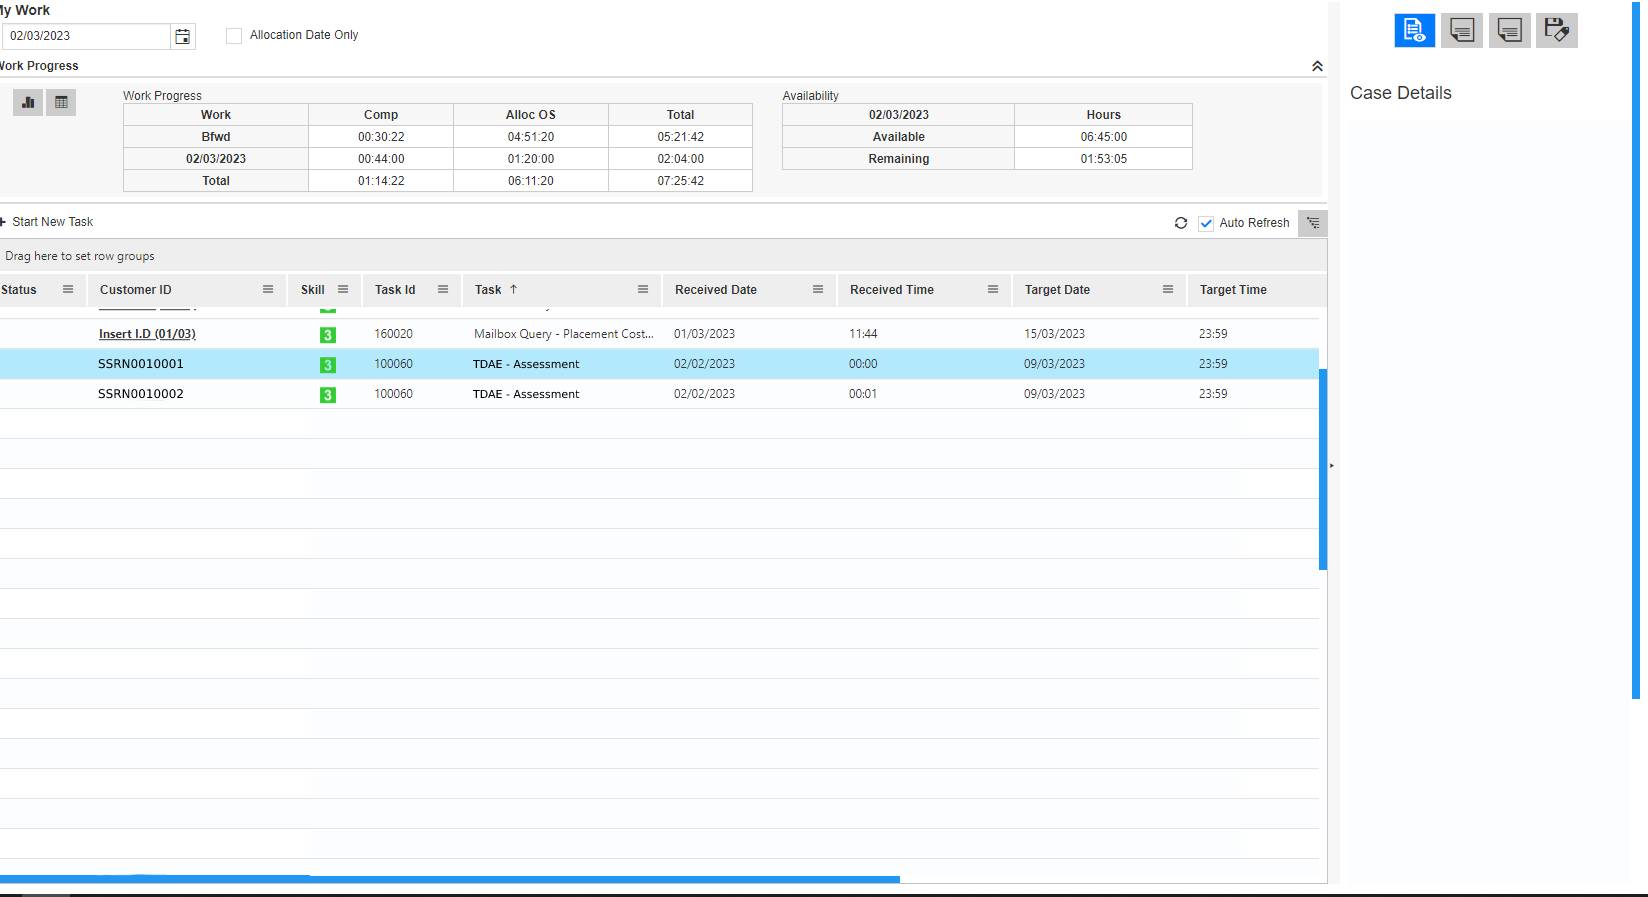 My Work
02/03/2023
Allocation Date Only
Work Progress
Work Progress
Work Comp Alloc OS Total
Bfwd 00:30:22 04:51:20 05:21:42
02/03/2023 00:44:00 01:20:00 02:04:00
Total 01:14:22 06:11:20 07:25:42
Availability
02/03/2023 Hours
Available 06:45:00
Remaining 01:53:05
Case Details
+ Start New Task
Auto Refresh
Drag here to set row groups
Status Customer ID Skill Task Id Task ↑ Received Date Received Time Target Date Target Time
Insert I.D (01/03) 3 160020 Mailbox Query - Placement Cost... 01/03/2023 11:44 15/03/2023 23:59
SSRN0010001 3 100060 TDAE - Assessment 02/02/2023 00:00 09/03/2023 23:59
SSRN0010002 3 100060 TDAE - Assessment 02/02/2023 00:01 09/03/2023 23:59